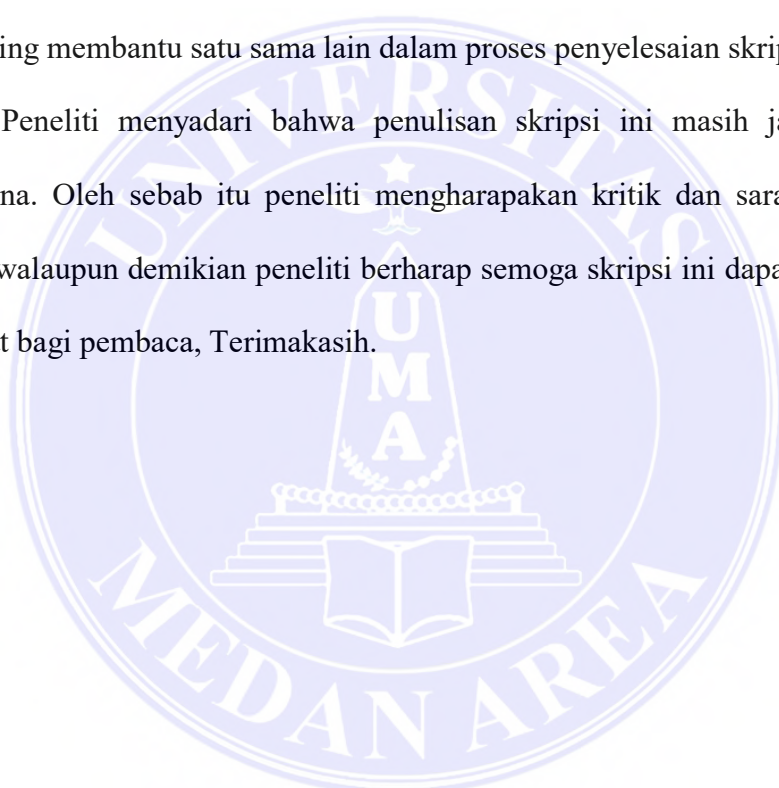 ing membantu satu sama lain dalam proses penyelesaian skrip
Peneliti menyadari bahwa penulisan skripsi ini masih ja
na. Oleh sebab itu peneliti mengharapakan kritik dan sara
walaupun demikian peneliti berharap semoga skripsi ini dapa
t bagi pembaca, Terimakasih.
UNIVERSITAS
U
M
A
MEDAN AREA